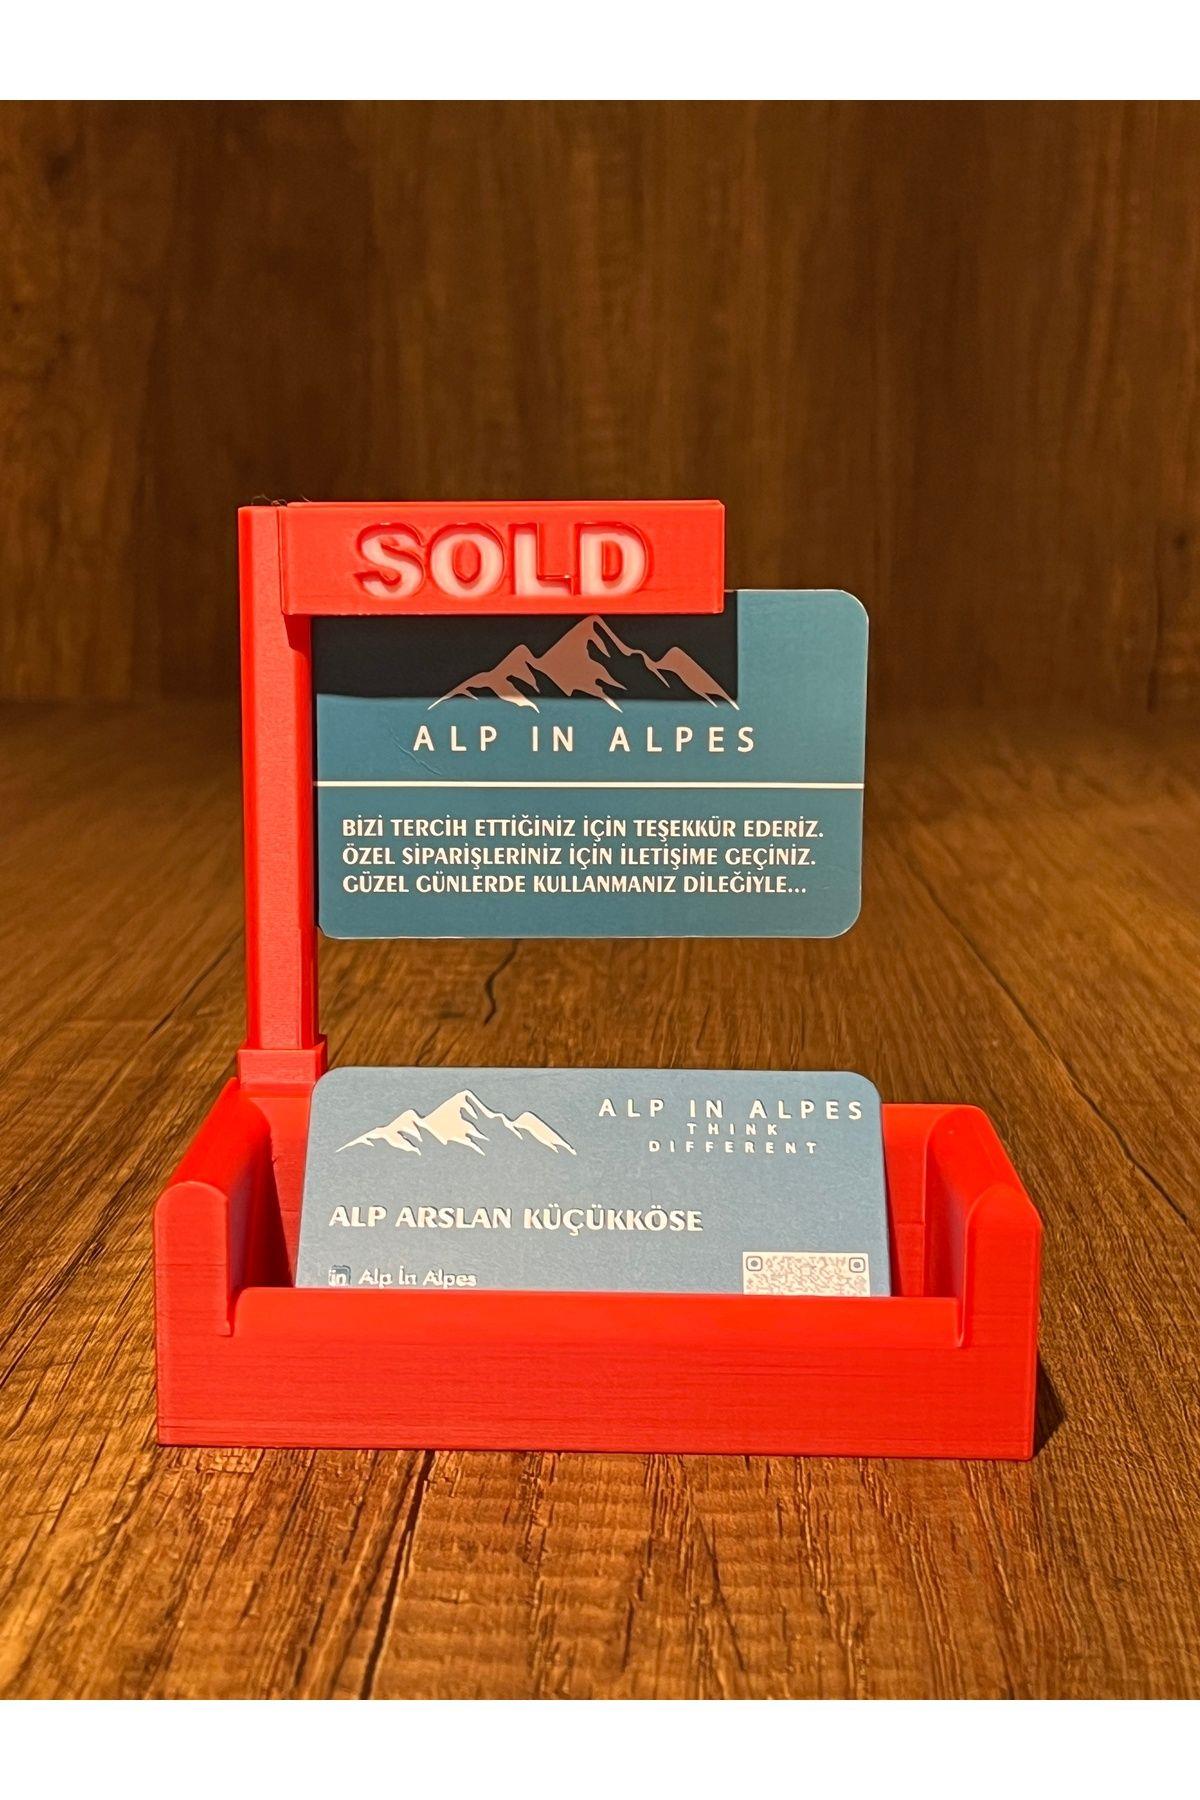 SOLD
ALP IN ALPES
BİZİ TERCİH ETTİĞİNİZ İÇİN TEŞEKKÜR EDERİZ.
ÖZEL SİPARİŞLERİNİZ İÇİN İLETİŞİME GEÇİNİZ.
GÜZEL GÜNLERDE KULLANMANIZ DİLEĞİYLE...
ALP IN ALPES
THINK
DIFFERENT
ALP ARSLAN KÜÇÜKKÖSE
in Alp İn Alpes